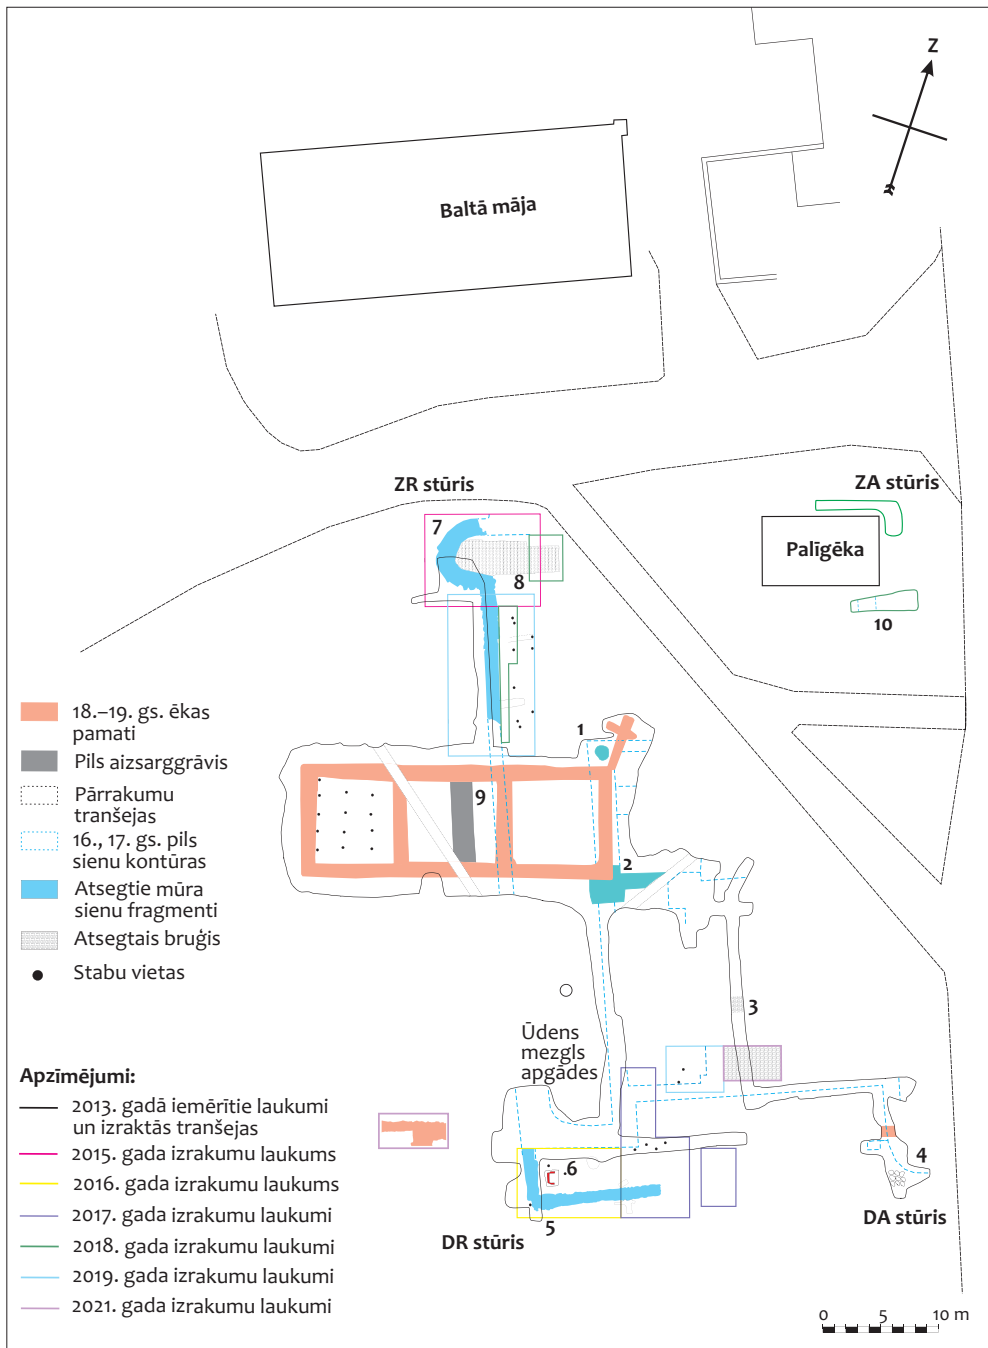 Z
Baltā māja
ZR stūris
ZA stūris
7
Palīgēka
8
10
18.–19. gs. ēkas
pamati
Pils aizsarggrāvis
Pārrakumu
tranšejas
16., 17. gs. pils
sienu kontūras
Atsegtie mūra
sienu fragmenti
Atsegtais bruģis
Stabu vietas
1
9
2
3
Ūdens
mezgls
apgādes
Apzīmējumi:
2013. gadā iemērītie laukumi
un izraktās tranšejas
2015. gada izrakumu laukums
2016. gada izrakumu laukums
2017. gada izrakumu laukumi
2018. gada izrakumu laukumi
2019. gada izrakumu laukumi
2021. gada izrakumu laukumi
.6
4
5
DR stūris
DA stūris
0 5 10 m